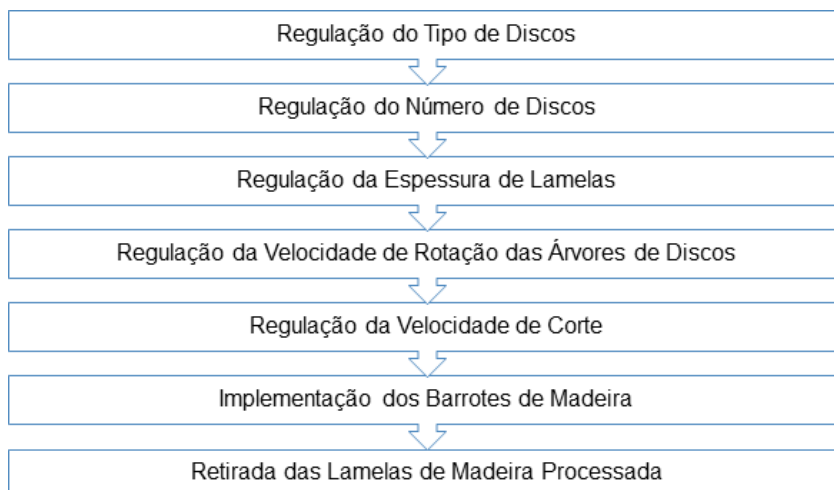 Regulação do Tipo de Discos
Regulação do Número de Discos
Regulação da Espessura de Lamelas
Regulação da Velocidade de Rotação das Árvores de Discos
Regulação da Velocidade de Corte
Implementação dos Barrotes de Madeira
Retirada das Lamelas de Madeira Processada